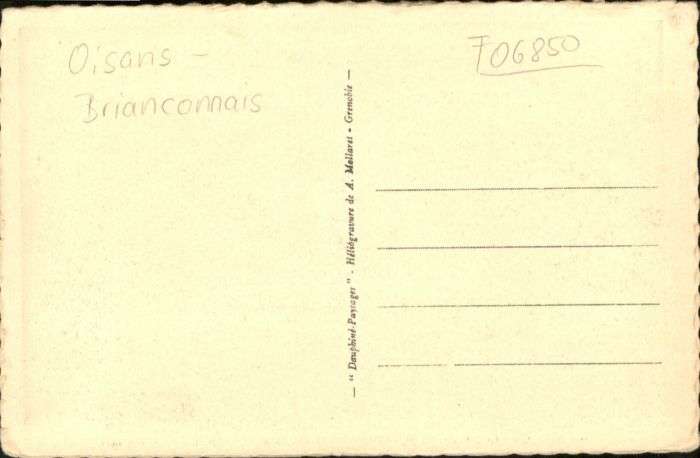 Oisans -
Brianconnais
F06850
— " Dauphiné-Paysages " - Héliogravure de A. Mollaret - Grenoble —